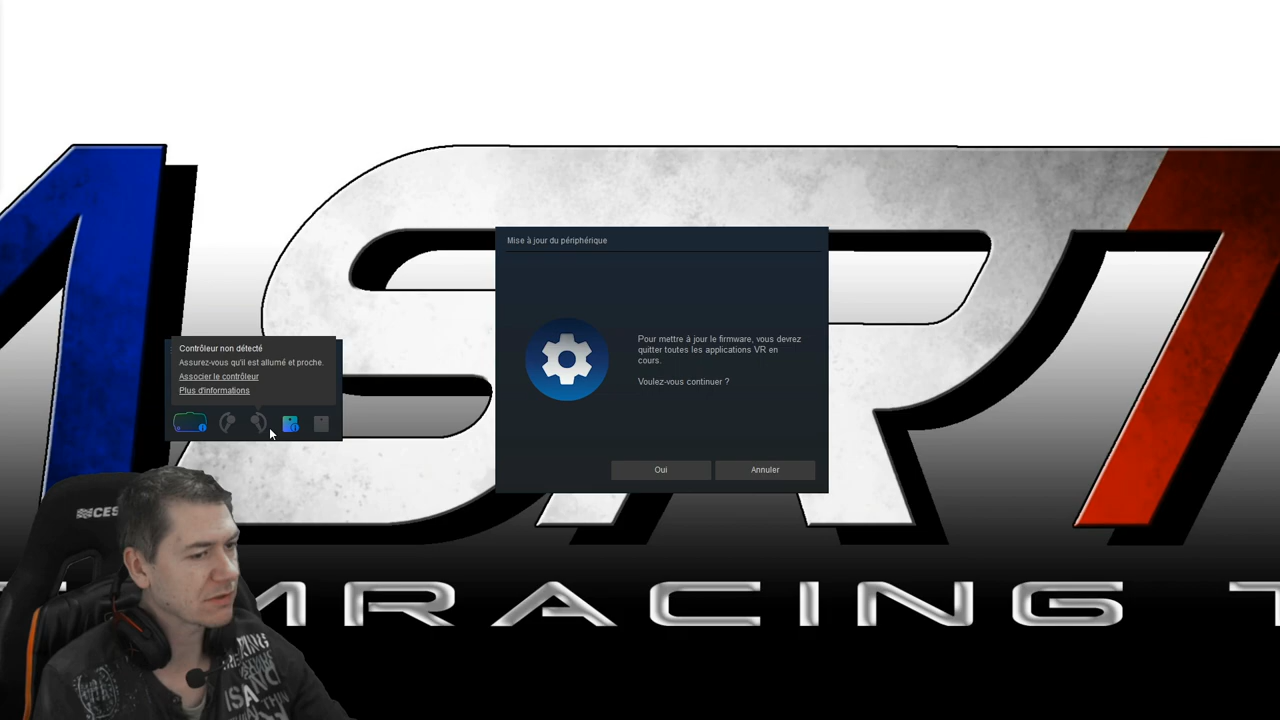 ASRT
MRACING T
Mise à jour du périphérique
Pour mettre à jour le firmware, vous devrez
quitter toutes les applications VR en
cours.
Voulez-vous continuer ?
Oui
Annuler
Contrôleur non détecté
Assurez-vous qu'il est allumé et proche.
Associer le contrôleur
Plus d'informations